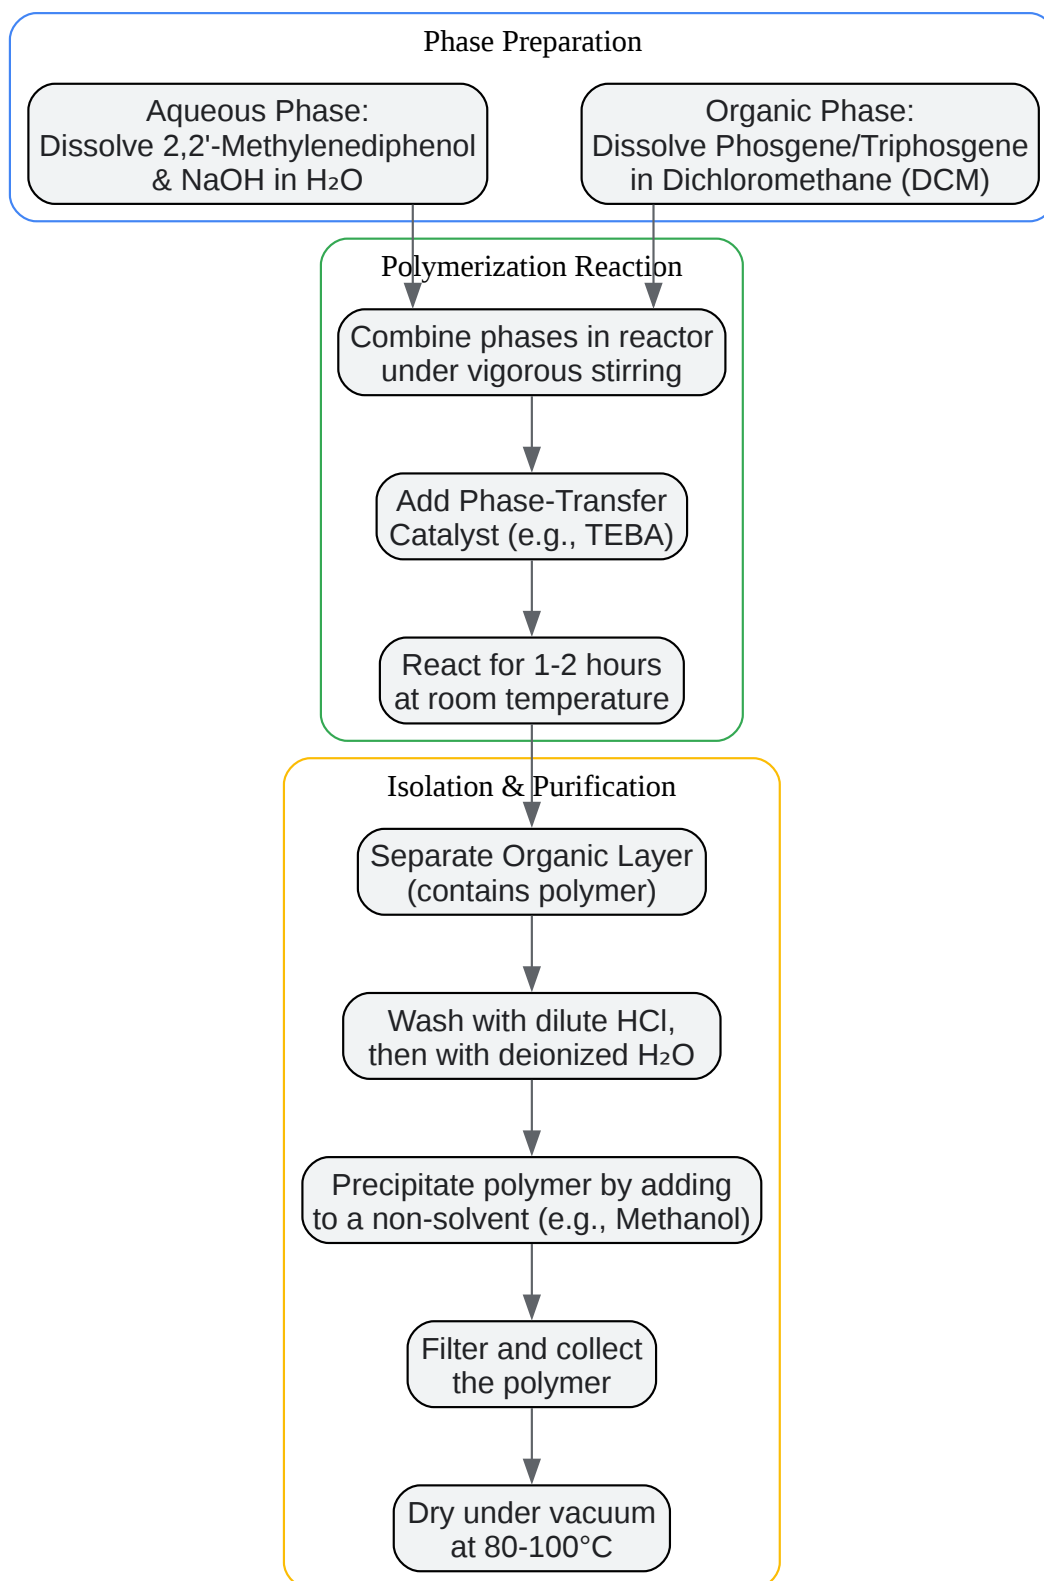 Phase Preparation
Aqueous Phase:
Dissolve 2,2'-Methylenediphenol
& NaOH in H₂O
Organic Phase:
Dissolve Phosgene/Triphosgene
in Dichloromethane (DCM)
Polymerization Reaction
Combine phases in reactor
under vigorous stirring
Add Phase-Transfer
Catalyst (e.g., TEBA)
React for 1-2 hours
at room temperature
Isolation & Purification
Separate Organic Layer
(contains polymer)
Wash with dilute HCl,
then with deionized H₂O
Precipitate polymer by adding
to a non-solvent (e.g., Methanol)
Filter and collect
the polymer
Dry under vacuum
at 80-100°C